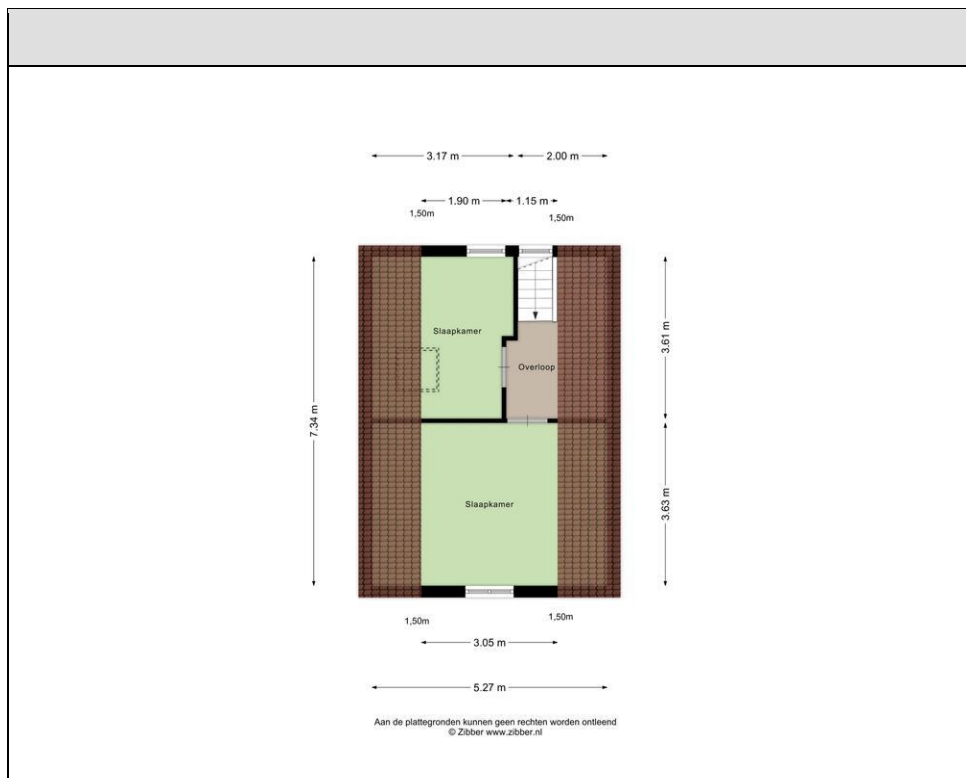 3.17 m
2.00 m
1.90 m
1.15 m
1,50m
1,50m
Slaapkamer
3.61 m
Overloop
7.34 m
3.63 m
Slaapkamer
1,50m
1,50m
3.05 m
5.27 m
Aan de plattegronden kunnen geen rechten worden ontleend
© Zibber www.zibber.nl